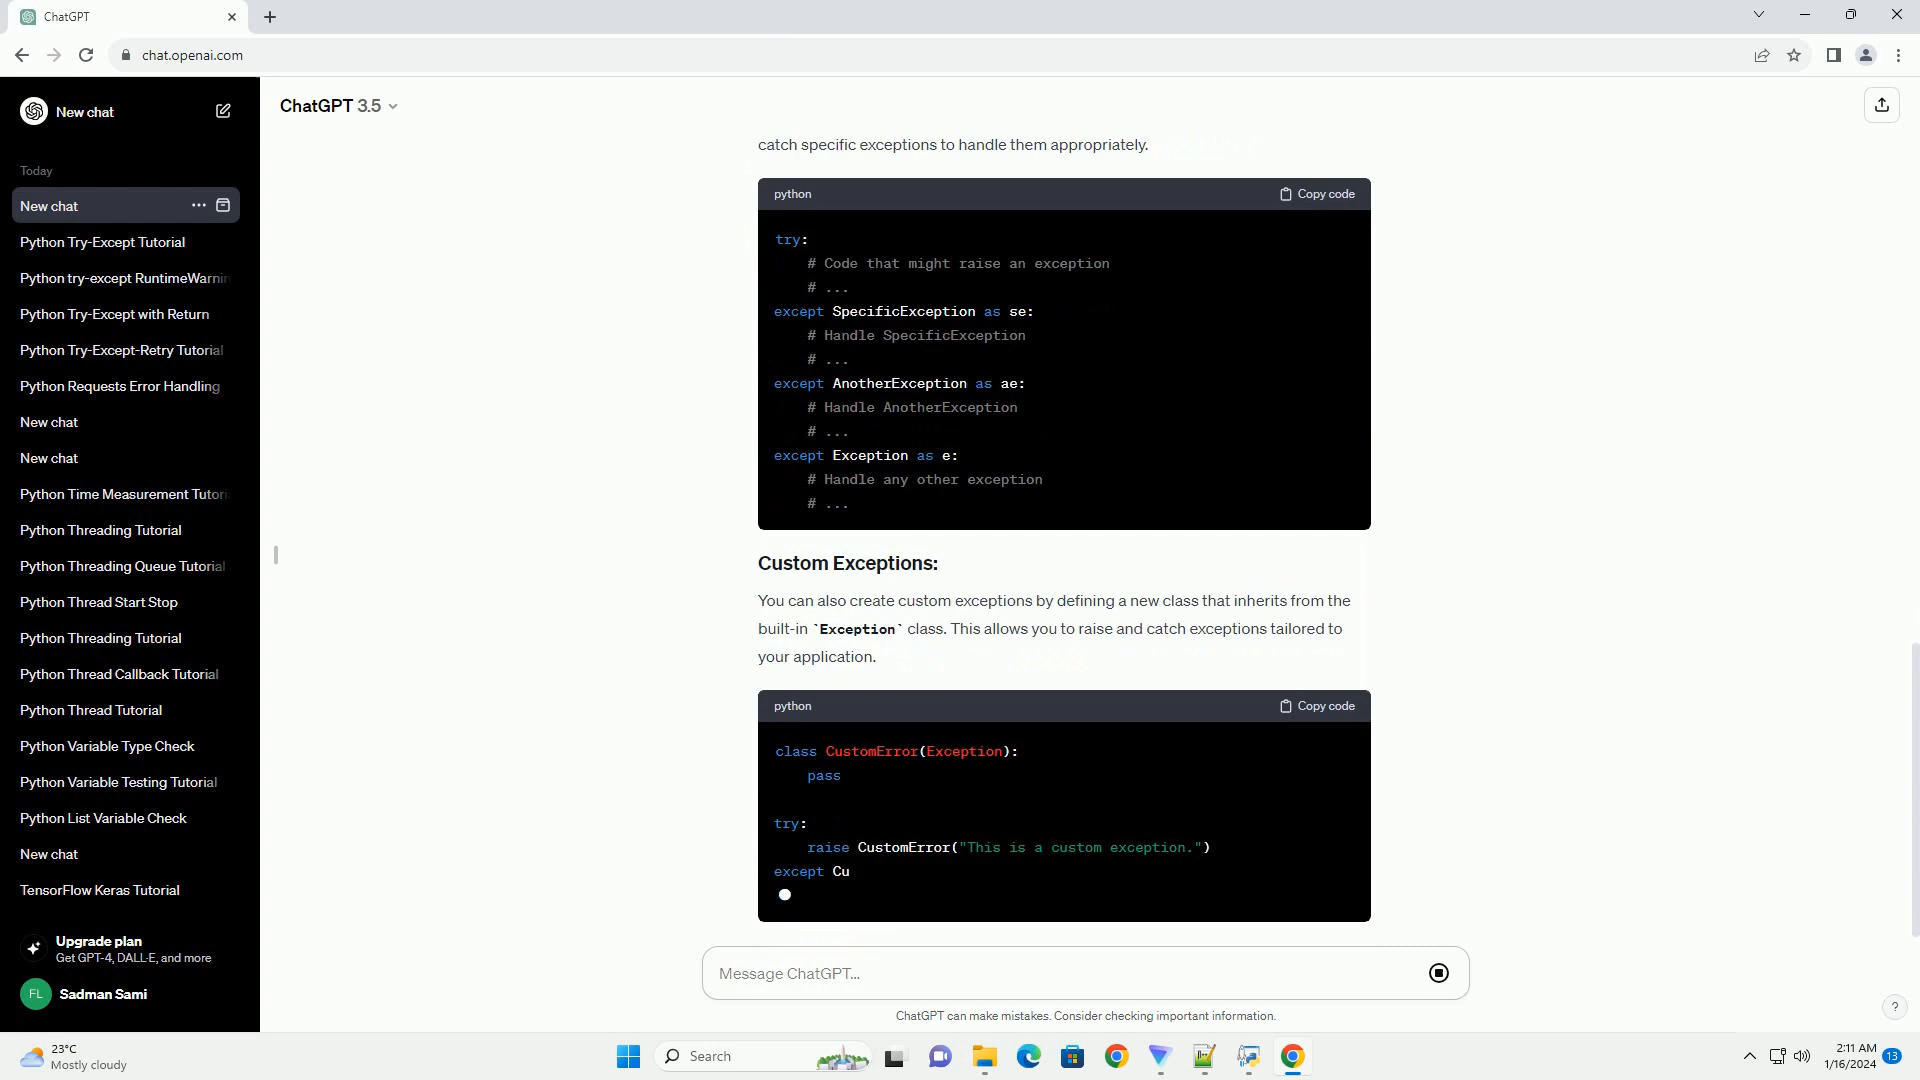 ChatGPT
chat.openai.com
New chat
Today
New chat
Python Try-Except Tutorial
Python try-except RuntimeWarnin
Python Try-Except with Return
Python Try-Except-Retry Tutorial
Python Requests Error Handling
New chat
New chat
Python Time Measurement Tutori
Python Threading Tutorial
Python Threading Queue Tutorial
Python Thread Start Stop
Python Threading Tutorial
Python Thread Callback Tutorial
Python Thread Tutorial
Python Variable Type Check
Python Variable Testing Tutorial
Python List Variable Check
New chat
TensorFlow Keras Tutorial
Upgrade plan
Get GPT-4, DALL·E, and more
FL Sadman Sami
ChatGPT 3.5
catch specific exceptions to handle them appropriately.
python Copy code
try:
    # Code that might raise an exception
    # ...
except SpecificException as se:
    # Handle SpecificException
    # ...
except AnotherException as ae:
    # Handle AnotherException
    # ...
except Exception as e:
    # Handle any other exception
    # ...
Custom Exceptions:
You can also create custom exceptions by defining a new class that inherits from the
built-in `Exception` class. This allows you to raise and catch exceptions tailored to
your application.
python Copy code
class CustomError(Exception):
    pass
try:
    raise CustomError("This is a custom exception.")
except Cu
Message ChatGPT...
ChatGPT can make mistakes. Consider checking important information.
?
23°C
Mostly cloudy
Search
2:11 AM
1/16/2024
13